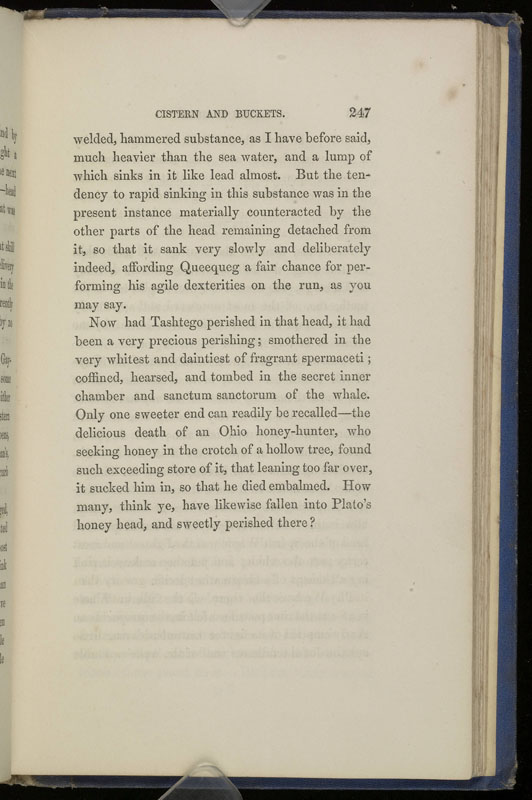 CISTERN AND BUCKETS. 247
welded, hammered substance, as I have before said,
much heavier than the sea water, and a lump of
which sinks in it like lead almost. But the ten-
dency to rapid sinking in this substance was in the
present instance materially counteracted by the
other parts of the head remaining detached from
it, so that it sank very slowly and deliberately
indeed, affording Queequeg a fair chance for per-
forming his agile dexterities on the run, as you
may say.
Now had Tashtego perished in that head, it had
been a very precious perishing; smothered in the
very whitest and daintiest of fragrant spermaceti;
coffined, hearsed, and tombed in the secret inner
chamber and sanctum sanctorum of the whale.
Only one sweeter end can readily be recalled—the
delicious death of an Ohio honey-hunter, who
seeking honey in the crotch of a hollow tree, found
such exceeding store of it, that leaning too far over,
it sucked him in, so that he died embalmed. How
many, think ye, have likewise fallen into Plato's
honey head, and sweetly perished there?